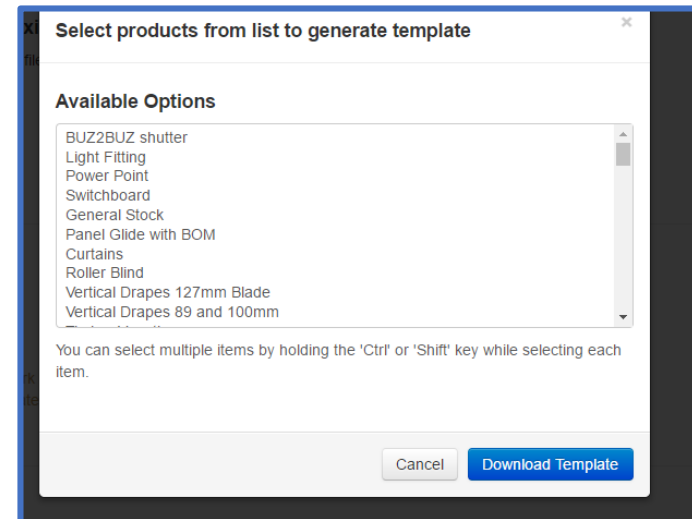 Select products from list to generate template
×
Available Options
BUZ2BUZ shutter
Light Fitting
Power Point
Switchboard
General Stock
Panel Glide with BOM
Curtains
Roller Blind
Vertical Drapes 127mm Blade
Vertical Drapes 89 and 100mm
You can select multiple items by holding the 'Ctrl' or 'Shift' key while selecting each
item.
Cancel
Download Template